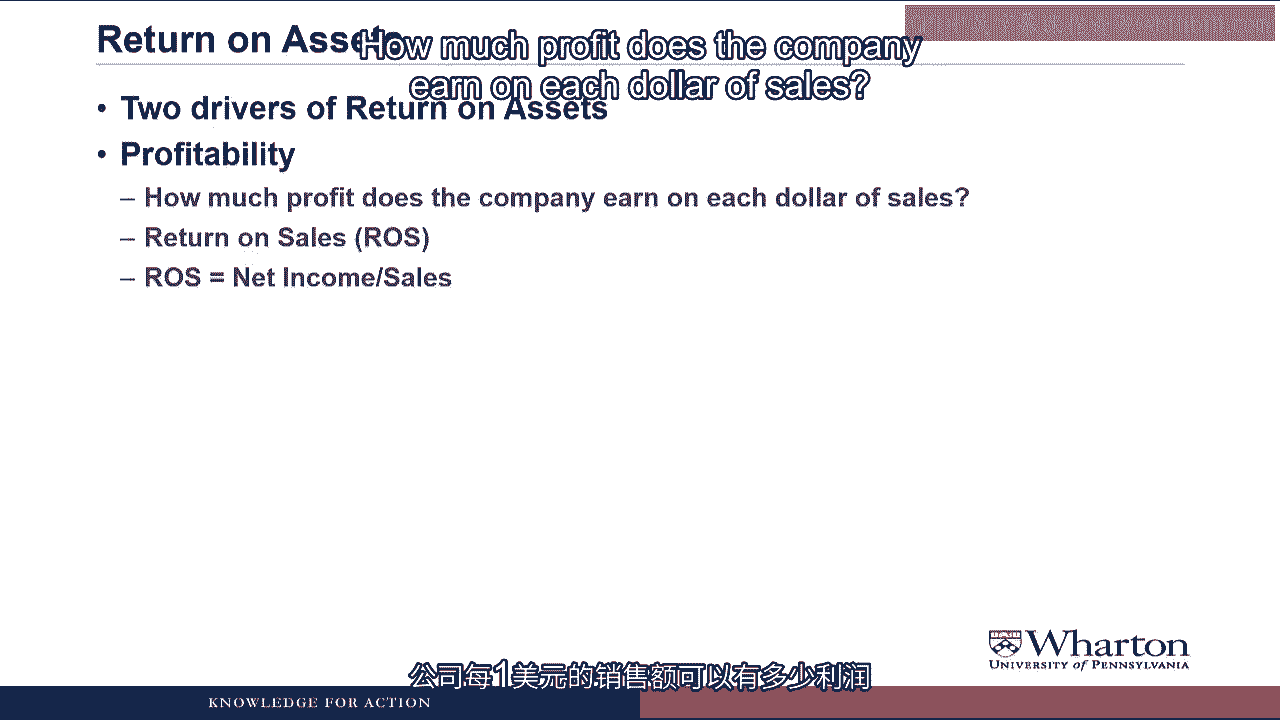 Return on Assets
How much profit does the company
earn on each dollar of sales?
• Two drivers of Return on Assets
• Profitability
– How much profit does the company earn on each dollar of sales?
– Return on Sales (ROS)
– ROS = Net Income/Sales
Wharton
UNIVERSITY of PENNSYLVANIA
公司每1美元的销售额可以有多少利润
KNOWLEDGE FOR ACTION